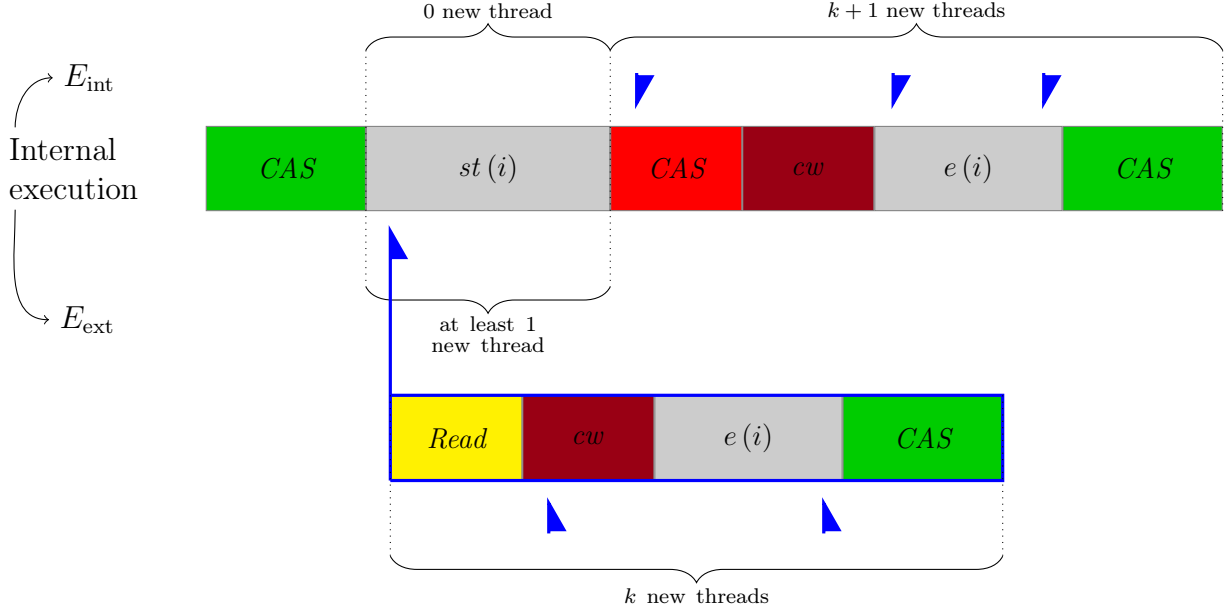 0 new thread
k + 1 new threads
E_int
Internal
execution
CAS
st (i)
CAS
cw
e (i)
CAS
E_ext
at least 1
new thread
Read
cw
e (i)
CAS
k new threads